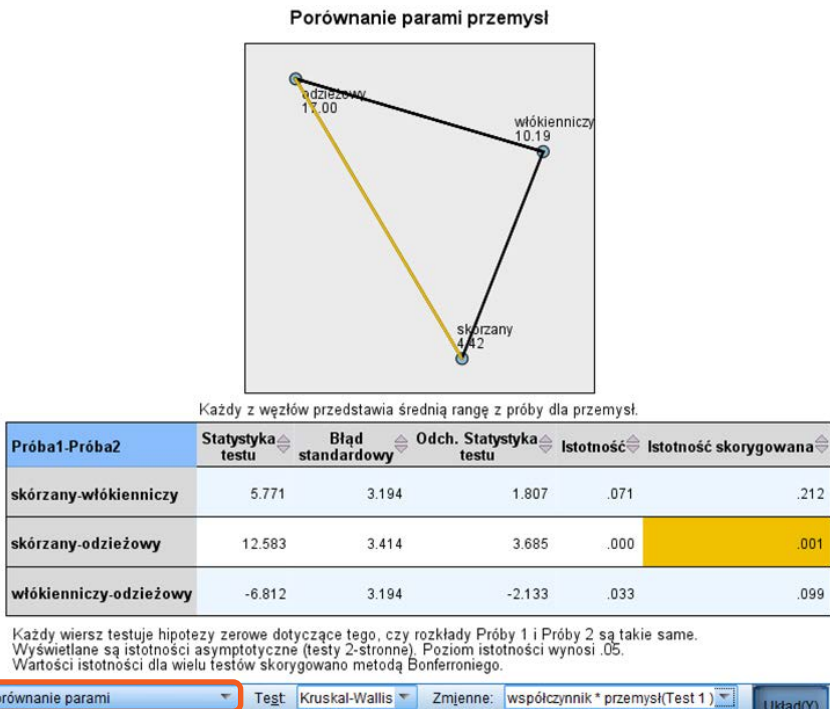 Porównanie parami przemysł
odzieżowy
17.00
włókienniczy
10.19
skórzany
4.42
Każdy z węzłów przedstawia średnią rangę z próby dla przemysł.
Próba1-Próba2 Statystyka testu Błąd standardowy Odch. Statystyka testu Istotność Istotność skorygowana
skórzany-włókienniczy 5.771 3.194 1.807 .071 .212
skórzany-odzieżowy 12.583 3.414 3.685 .000 .001
włókienniczy-odzieżowy -6.812 3.194 -2.133 .033 .099
Każdy wiersz testuje hipotezy zerowe dotyczące tego, czy rozkłady Próby 1 i Próby 2 są takie same.
Wyświetlane są istotności asymptotyczne (testy 2-stronne). Poziom istotności wynosi .05.
Wartości istotności dla wielu testów skorygowano metodą Bonferroniego.
orównanie parami Test: Kruskal-Wallis Zmienne: współczynnik * przemysł(Test 1) Układ(Y)